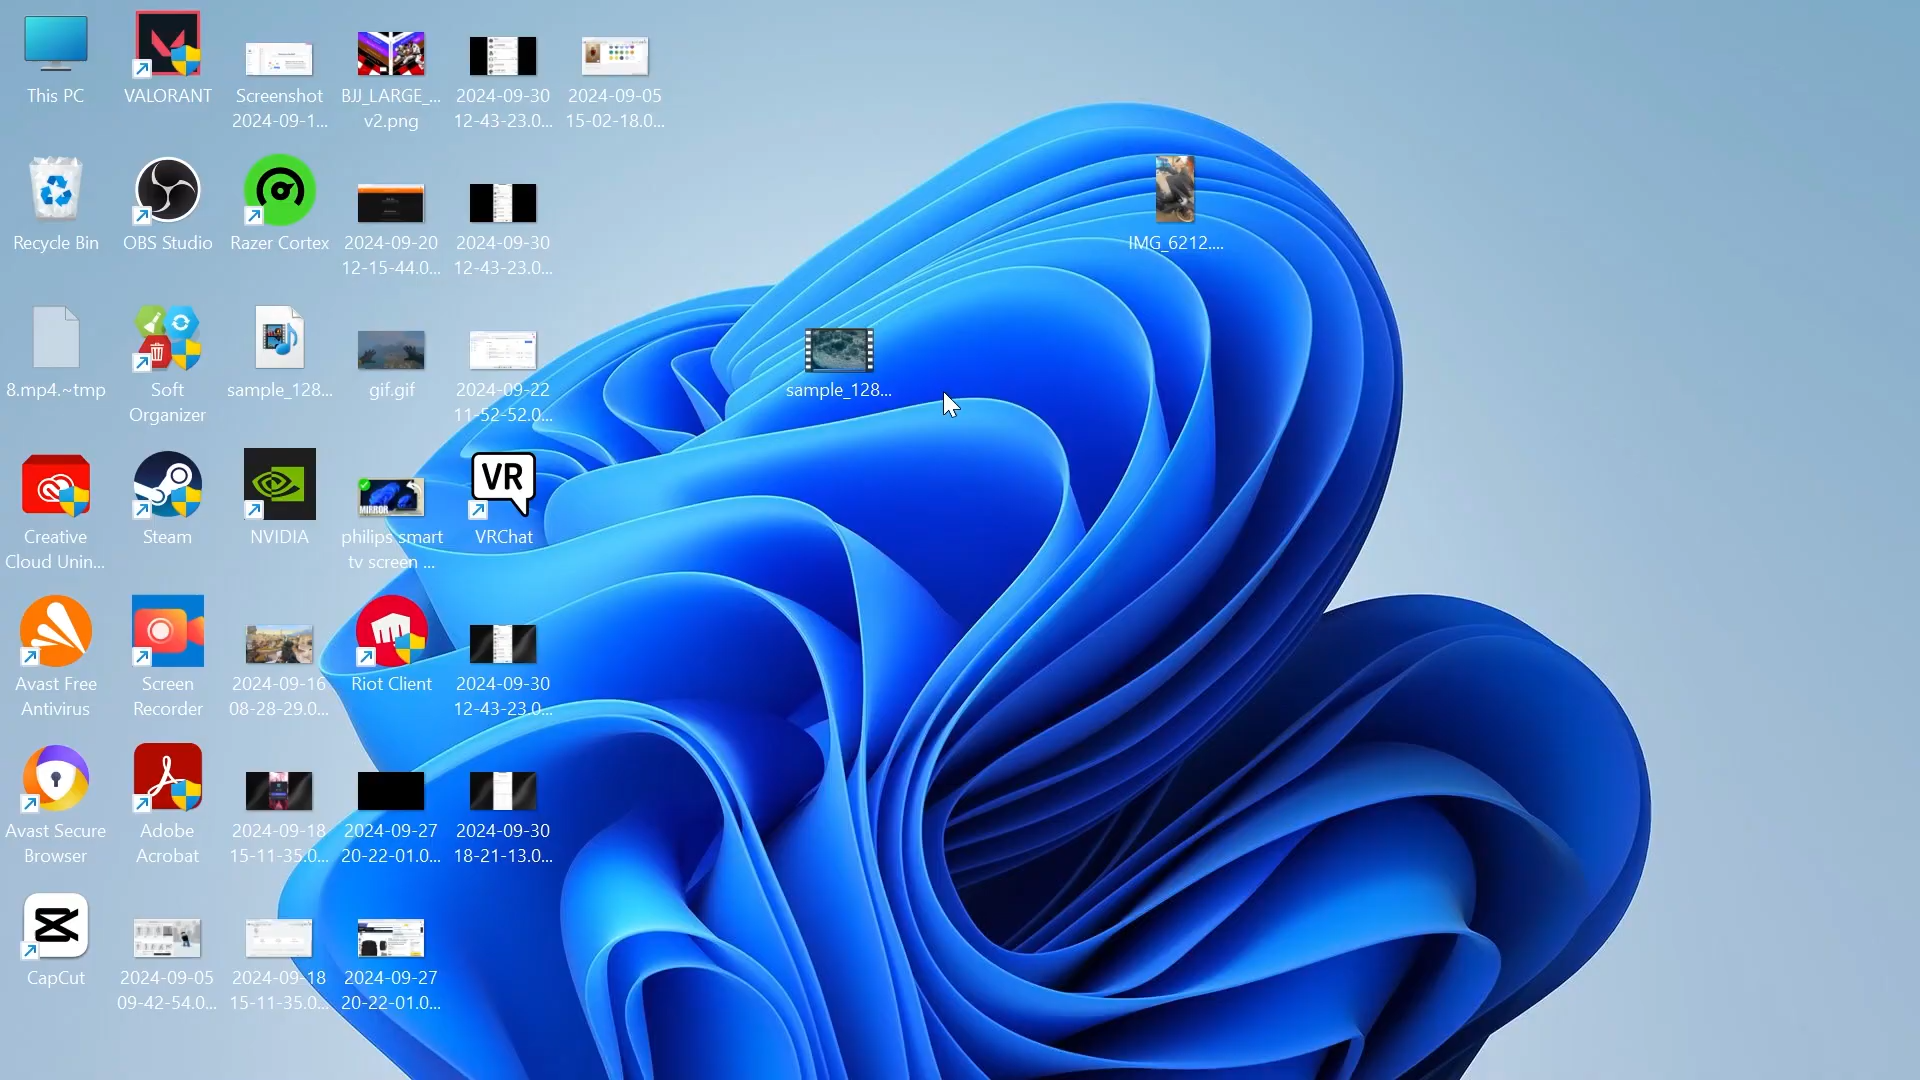 This PC
VALORANT
Screenshot
2024-09-1...
BJJ_LARGE_...
v2.png
2024-09-30
12-43-23.0...
2024-09-05
15-02-18.0...
Recycle Bin
OBS Studio
Razer Cortex
2024-09-20
12-15-44.0...
2024-09-30
12-43-23.0...
IMG_6212....
8.mp4.~tmp
Soft
Organizer
sample_128...
gif.gif
2024-09-22
11-52-52.0...
sample_128...
Creative
Cloud Unin...
Steam
NVIDIA
MIRROR
philips smart
tv screen ...
VR
VRChat
Avast Free
Antivirus
Screen
Recorder
2024-09-16
08-28-29.0...
Riot Client
2024-09-30
12-43-23.0...
Avast Secure
Browser
Adobe
Acrobat
2024-09-18
15-11-35.0...
2024-09-27
20-22-01.0...
2024-09-30
18-21-13.0...
CapCut
2024-09-05
09-42-54.0...
2024-09-18
15-11-35.0...
2024-09-27
20-22-01.0...